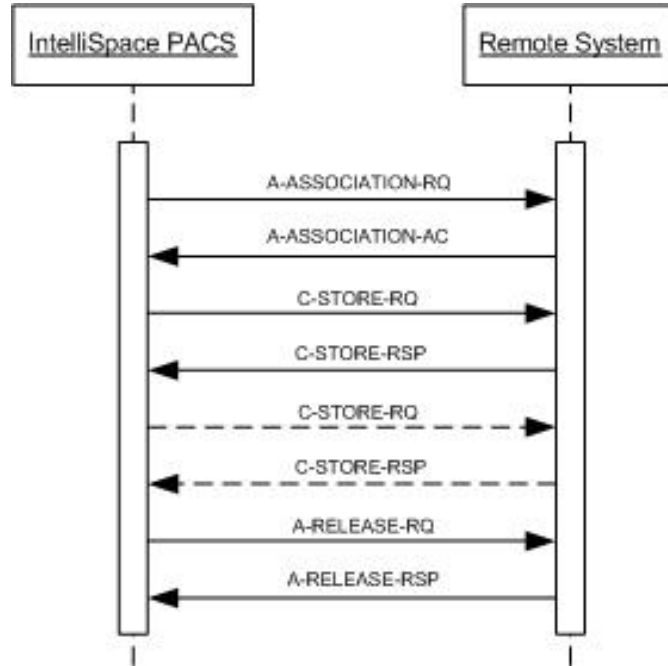 IntelliSpace PACS
Remote System
A-ASSOCIATION-RQ
A-ASSOCIATION-AC
C-STORE-RQ
C-STORE-RSP
C-STORE-RQ
C-STORE-RSP
A-RELEASE-RQ
A-RELEASE-RSP